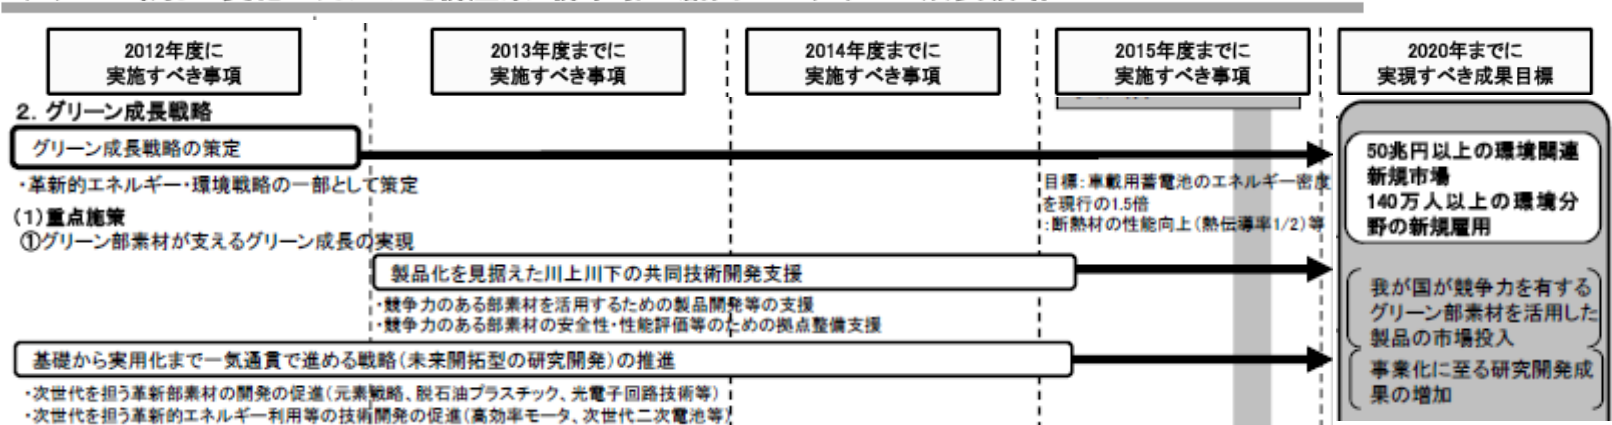 2012年度に
実施すべき事項
2013年度までに
実施すべき事項
2014年度までに
実施すべき事項
2015年度までに
実施すべき事項
2020年までに
実現すべき成果目標
2. グリーン成長戦略
グリーン成長戦略の策定
・革新的エネルギー・環境戦略の一部として策定
目標：車載用蓄電池のエネルギー密度
を現行の1.5倍
：断熱材の性能向上（熱伝導率1/2）等
50兆円以上の環境関連
新規市場
140万人以上の環境分
野の新規雇用
（1）重点施策
①グリーン部素材が支えるグリーン成長の実現
製品化を見据えた川上川下の共同技術開発支援
・競争力のある部素材を活用するための製品開発等の支援
・競争力のある部素材の安全性・性能評価等のための拠点整備支援
我が国が競争力を有する
グリーン部素材を活用した
製品の市場投入
基礎から実用化まで一気通貫で進める戦略（未来開拓型の研究開発）の推進
・次世代を担う革新部素材の開発の促進（元素戦略、脱石油プラスチック、光電子回路技術等）
・次世代を担う革新的エネルギー利用等の技術開発の促進（高効率モータ、次世代二次電池等）
事業化に至る研究開発成
果の増加